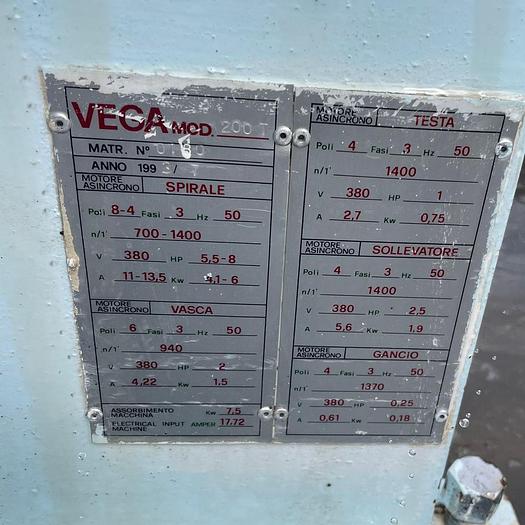 VEGA MOD. 200 T
MATR. Nº
ANNO 199
MOTORE ASINCRONO SPIRALE
Poli 8-4 Fasi 3 Hz 50
n/1' 700-1400
V 380 HP 5,5-8
A 11-13,5 Kw 4,1-6
MOTORE ASINCRONO VASCA
Poli 6 Fasi 3 Hz 50
n/1' 940
V 380 HP 2
A 4,22 Kw 1.5
ASSORBIMENTO MACCHINA Kw 7,5
ELECTRICAL INPUT MACHINE AMPER 17.72
MOTORE ASINCRONO TESTA
Poli 4 Fasi 3 Hz 50
n/1' 1400
V 380 HP 1
A 2,7 Kw 0,75
MOTORE ASINCRONO SOLLEVATORE
Poli 4 Fasi 3 Hz 50
n/1' 1400
V 380 HP 2,5
A 5,6 Kw 1.9
MOTORE ASINCRONO GANCIO
Poli 4 Fasi 3 Hz 50
n/1' 1370
V 380 HP 0,25
A 0,61 Kw 0,18